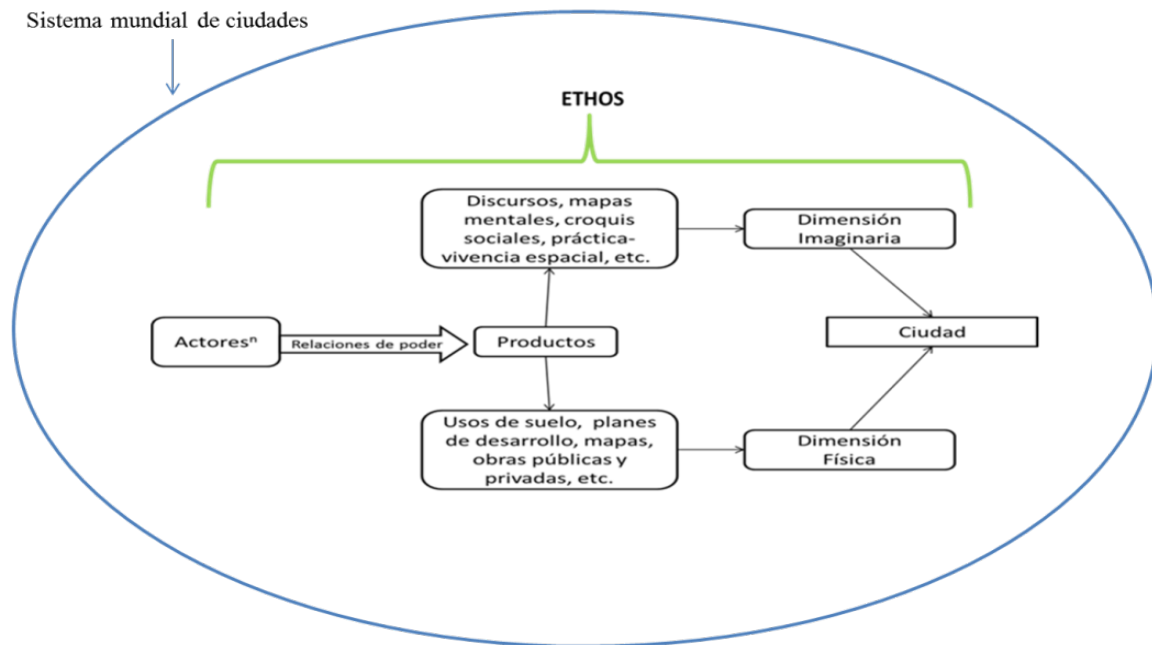 Sistema mundial de ciudades
ETHOS
Discursos, mapas
mentales, croquis
sociales, práctica-
vivencia espacial, etc.
Dimensión
Imaginaria
Actoresⁿ
Relaciones de poder
Productos
Ciudad
Usos de suelo, planes
de desarrollo, mapas,
obras públicas y
privadas, etc.
Dimensión
Física